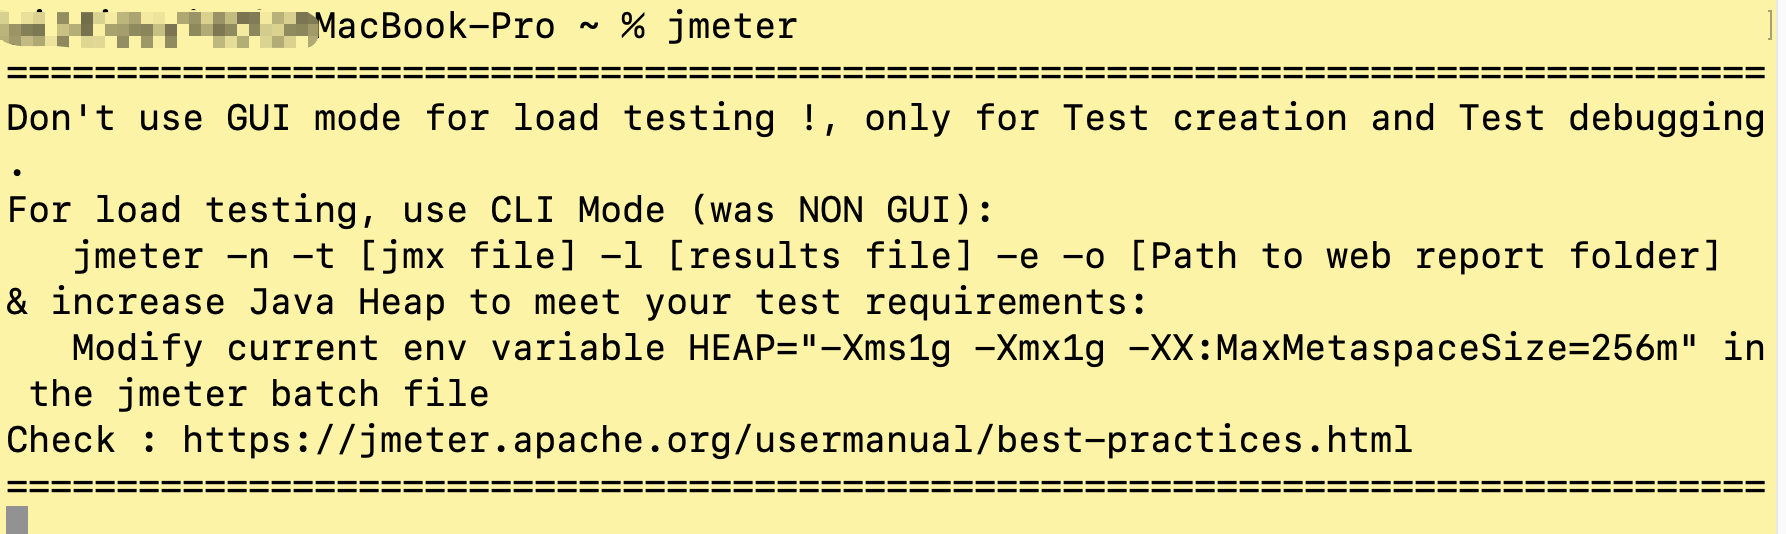 MacBook-Pro ~ % jmeter
================================================================================
Don't use GUI mode for load testing !, only for Test creation and Test debugging
.
For load testing, use CLI Mode (was NON GUI):
   jmeter -n -t [jmx file] -l [results file] -e -o [Path to web report folder]
& increase Java Heap to meet your test requirements:
   Modify current env variable HEAP="-Xms1g -Xmx1g -XX:MaxMetaspaceSize=256m" in
 the jmeter batch file
Check : https://jmeter.apache.org/usermanual/best-practices.html
================================================================================